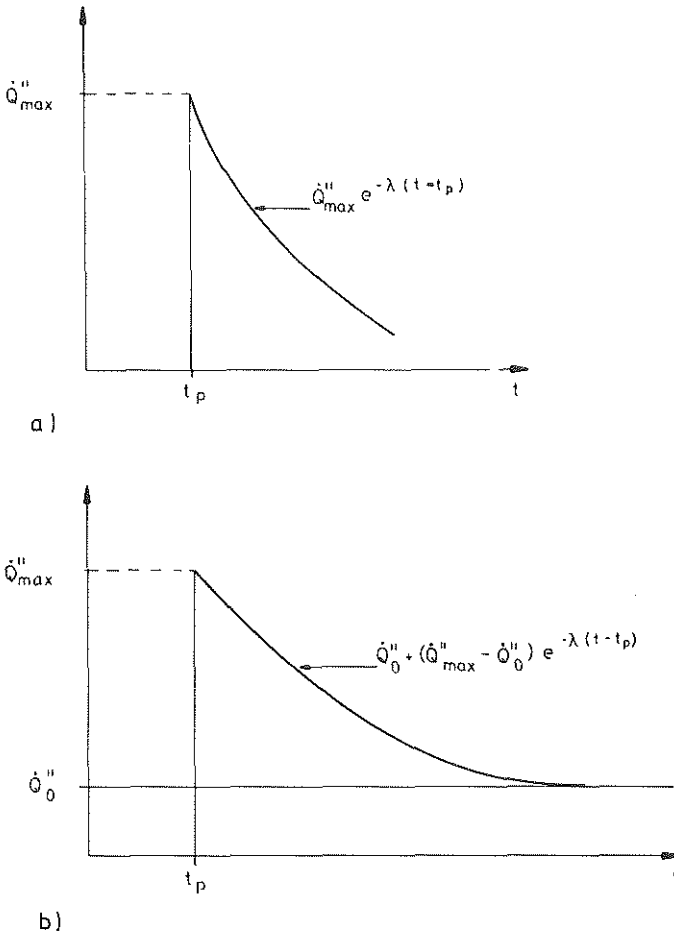 Q̇"max
Q̇"max e^-λ(t-tp)
tp
t
a)
Q̇"max
Q̇"0 + (Q̇"max - Q̇"0) e^-λ(t-tp)
Q̇"0
tp
b)